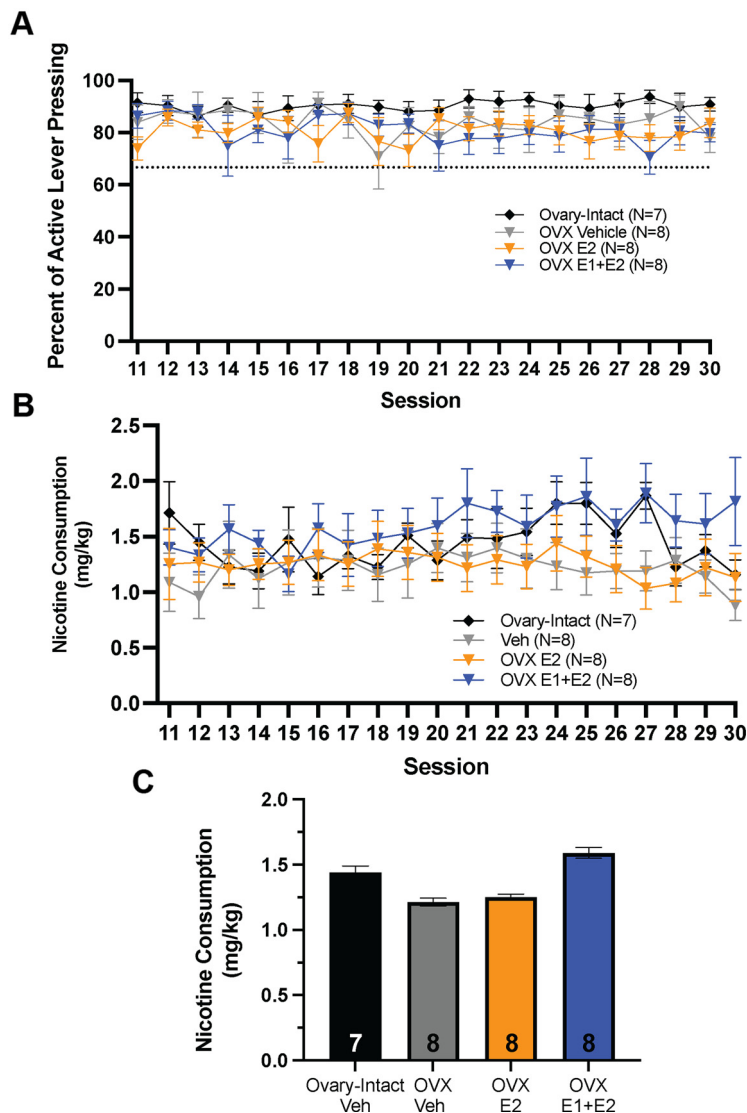 A
Percent of Active Lever Pressing
100
80
60
40
20
0
Ovary-Intact (N=7)
OVX Vehicle (N=8)
OVX E2 (N=8)
OVX E1+E2 (N=8)
11 12 13 14 15 16 17 18 19 20 21 22 23 24 25 26 27 28 29 30
Session
B
Nicotine Consumption
(mg/kg)
2.5
2.0
1.5
1.0
0.5
0.0
Ovary-Intact (N=7)
Veh (N=8)
OVX E2 (N=8)
OVX E1+E2 (N=8)
11 12 13 14 15 16 17 18 19 20 21 22 23 24 25 26 27 28 29 30
Session
C
Nicotine Consumption
(mg/kg)
2.0
1.5
1.0
0.5
0.0
7 8 8 8
Ovary-Intact OVX OVX OVX
Veh Veh E2 E1+E2